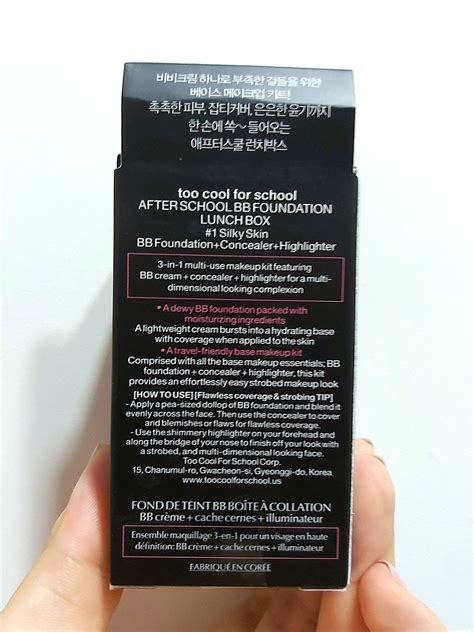 비비크림 하나로 부족한 걸들을 위한
베이스 메이크업 키트!
촉촉한 피부, 잡티커버, 은은한 윤기까지
한 손에 쏙~ 들어오는
애프터스쿨 런치박스
too cool for school
AFTER SCHOOL BB FOUNDATION
LUNCH BOX
#1 Silky Skin
BB Foundation+Concealer+Highlighter
3-in-1 multi-use makeup kit featuring
BB cream + concealer + highlighter for a multi-
dimensional looking complexion
• A dewy BB foundation packed with
moisturizing ingredients
A lightweight cream bursts into a hydrating base
with coverage when applied to the skin
• A travel-friendly base makeup kit
Comprised with all the base makeup essentials; BB
foundation + concealer + highlighter, this kit
provides an effortlessly easy strobed makeup look
[HOW TO USE] [Flawless coverage & strobing TIP]
- Apply a pea-sized dollop of BB foundation and blend it
evenly across the face. Then use the concealer to cover
and blemishes or flaws for flawless coverage.
- Use the shimmery highlighter on your forehead and
along the bridge of your nose to finish off your look with
a strobed, and multi-dimensional looking face.
Too Cool For School Corp.
15, Chanumul-ro, Gwacheon-si, Gyeonggi-do, Korea
www.toocoolforschool.us
FOND DE TEINT BB BOÎTE À COLLATION
BB crème + cache cernes + illuminateur
Ensemble maquillage 3-en-1 pour un visage en haute
définition: BB crème + cache cernes + illuminateur
FABRIQUÉ EN CORÉE